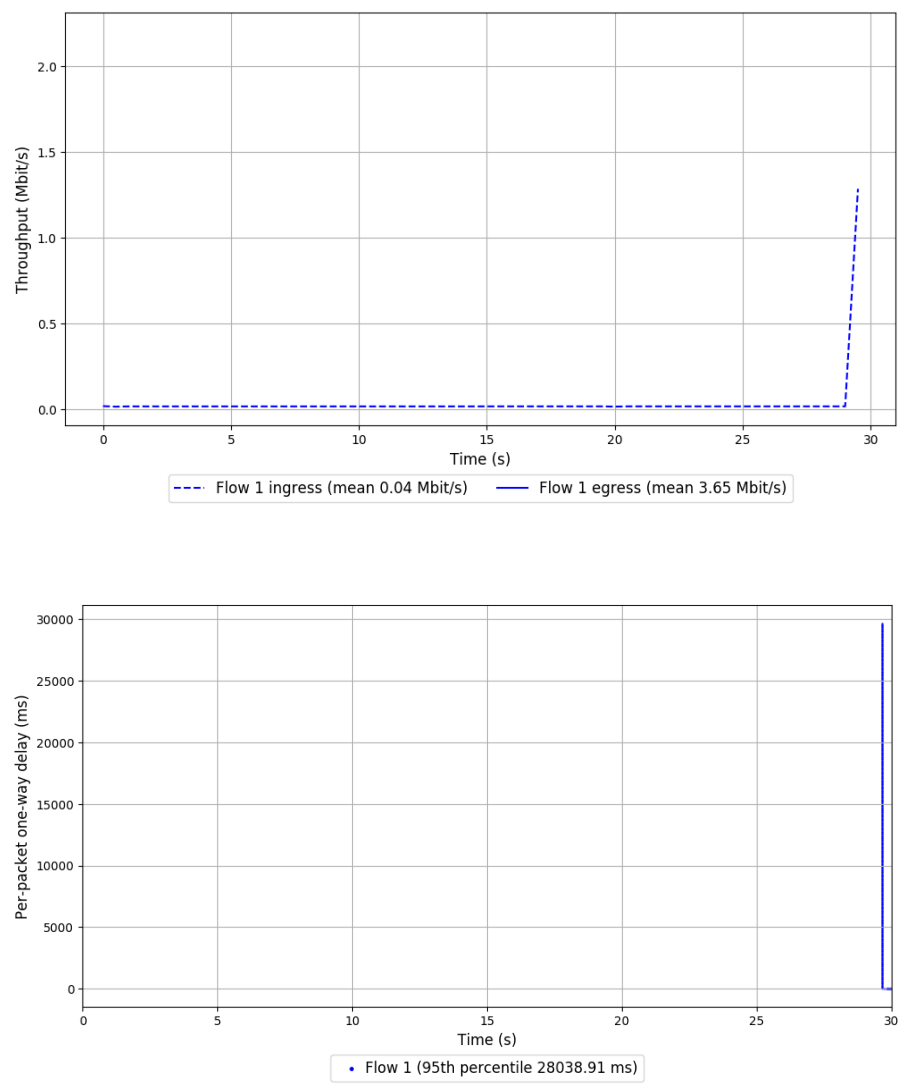 2.0
1.5
1.0
0.5
0.0
Throughput (Mbit/s)
0 5 10 15 20 25 30
Time (s)
Flow 1 ingress (mean 0.04 Mbit/s) Flow 1 egress (mean 3.65 Mbit/s)
30000
25000
20000
15000
10000
5000
0
Per-packet one-way delay (ms)
0 5 10 15 20 25 30
Time (s)
Flow 1 (95th percentile 28038.91 ms)